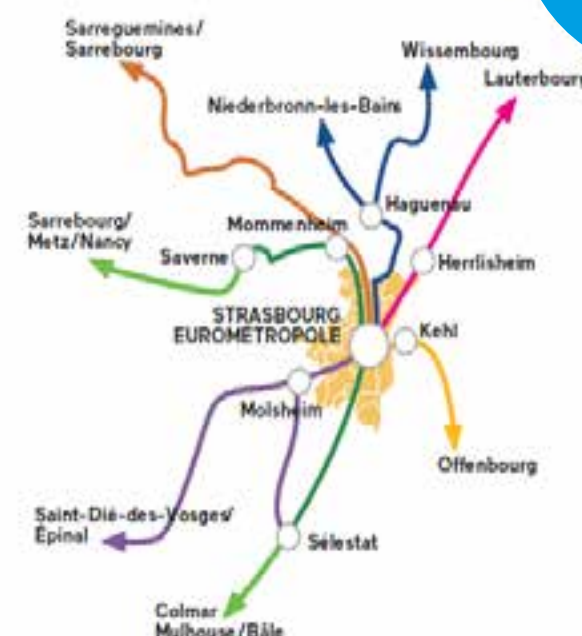 Sarreguemines/
Sarrebourg
Wissembourg
Lauterbourg
Niederbronn-les-Bains
Haguenau
Sarrebourg/
Metz/Nancy
Mommenheim
Saverne
Herrlisheim
STRASBOURG
EUROMÉTROPOLE
Kehl
Molsheim
Offenbourg
Saint-Dié-des-Vosges/
Épinal
Sélestat
Colmar
Mulhouse/Bâle